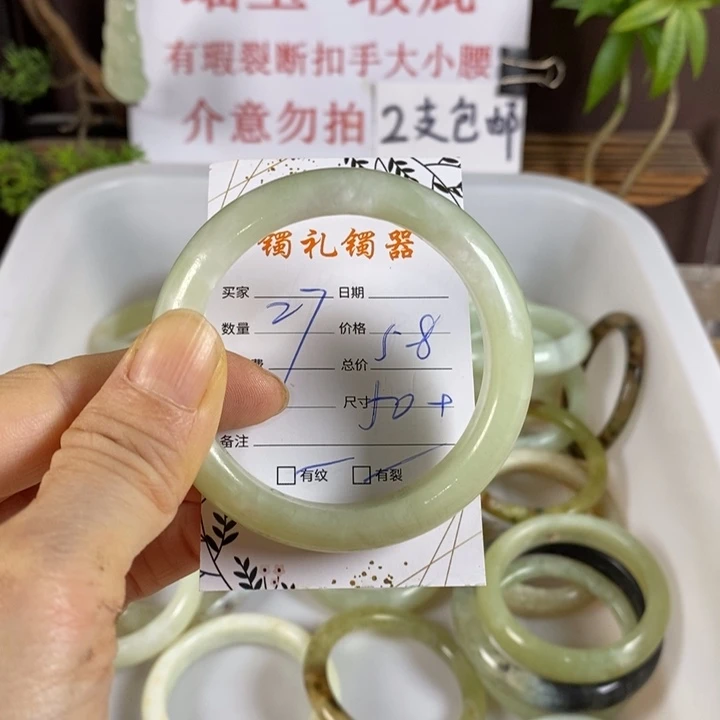 有瑕裂断扣手大小腰
介意勿拍 2支包邮
镯礼镯器
买家
日期
数量 27
价格 58
费
总价
尺寸 50+
备注
有纹
有裂